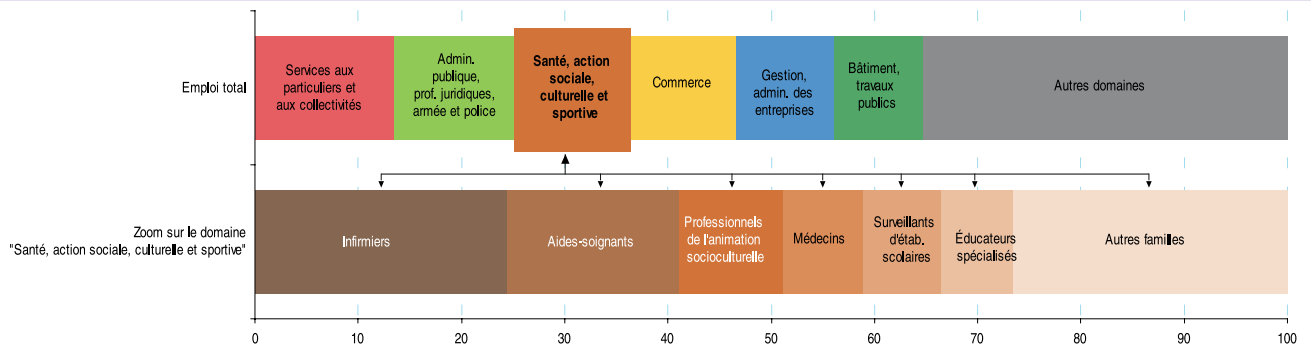 Emploi total
Services aux
particuliers et
aux collectivités
Admin.
publique,
prof. juridiques,
armée et police
Santé, action
sociale,
culturelle et
sportive
Commerce
Gestion,
admin. des
entreprises
Bâtiment,
travaux
publics
Autres domaines
Zoom sur le domaine
"Santé, action sociale, culturelle et sportive"
Infirmiers
Aides-soignants
Professionnels
de l'animation
socioculturelle
Médecins
Surveillants
d'étab.
scolaires
Éducateurs
spécialisés
Autres familles
0 10 20 30 40 50 60 70 80 90 100